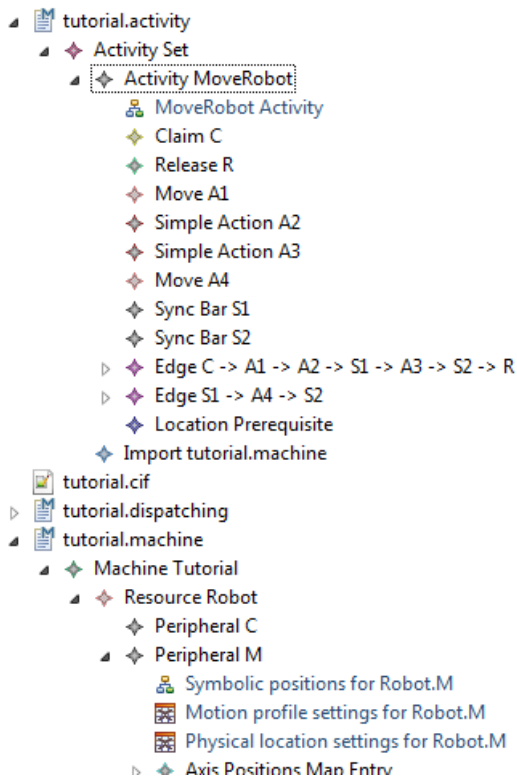 tutorial.activity
Activity Set
Activity MoveRobot
MoveRobot Activity
Claim C
Release R
Move A1
Simple Action A2
Simple Action A3
Move A4
Sync Bar S1
Sync Bar S2
Edge C -> A1 -> A2 -> S1 -> A3 -> S2 -> R
Edge S1 -> A4 -> S2
Location Prerequisite
Import tutorial.machine
tutorial.cif
tutorial.dispatching
tutorial.machine
Machine Tutorial
Resource Robot
Peripheral C
Peripheral M
Symbolic positions for Robot.M
Motion profile settings for Robot.M
Physical location settings for Robot.M
Axis Positions Map Entry